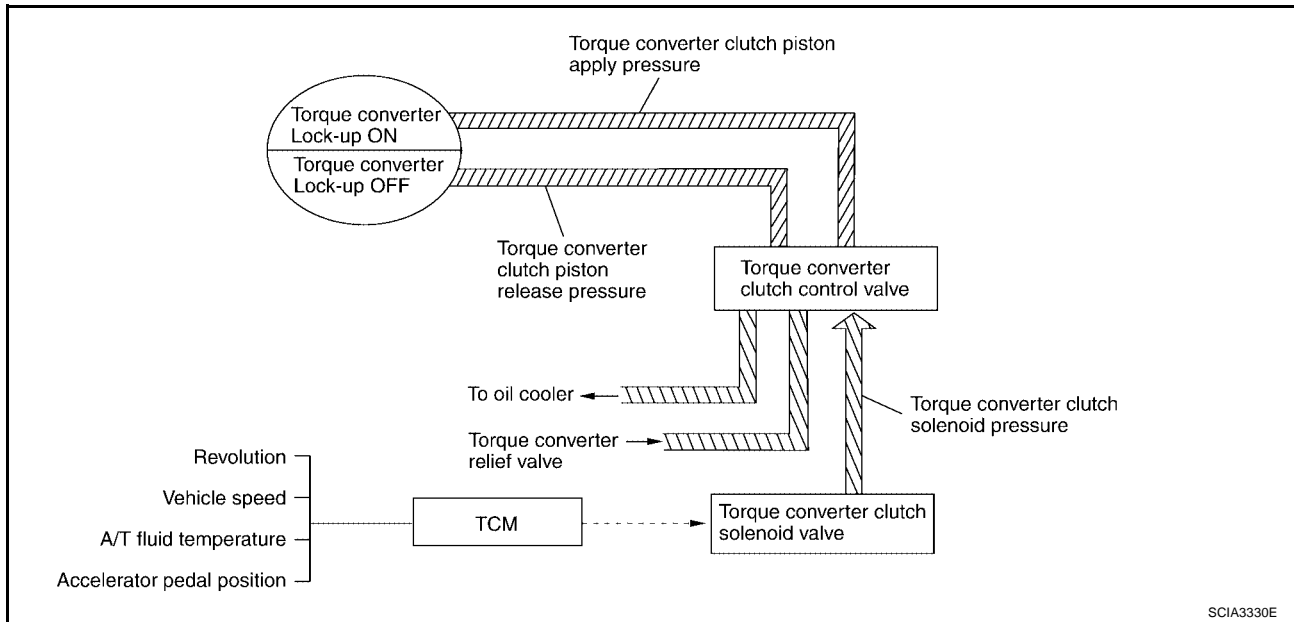 Torque converter clutch piston
apply pressure
Torque converter
Lock-up ON
Torque converter
Lock-up OFF
Torque converter
clutch piston
release pressure
Torque converter
clutch control valve
To oil cooler
Torque converter
relief valve
Torque converter clutch
solenoid pressure
Revolution
Vehicle speed
A/T fluid temperature
Accelerator pedal position
TCM
Torque converter clutch
solenoid valve
SCIA3330E